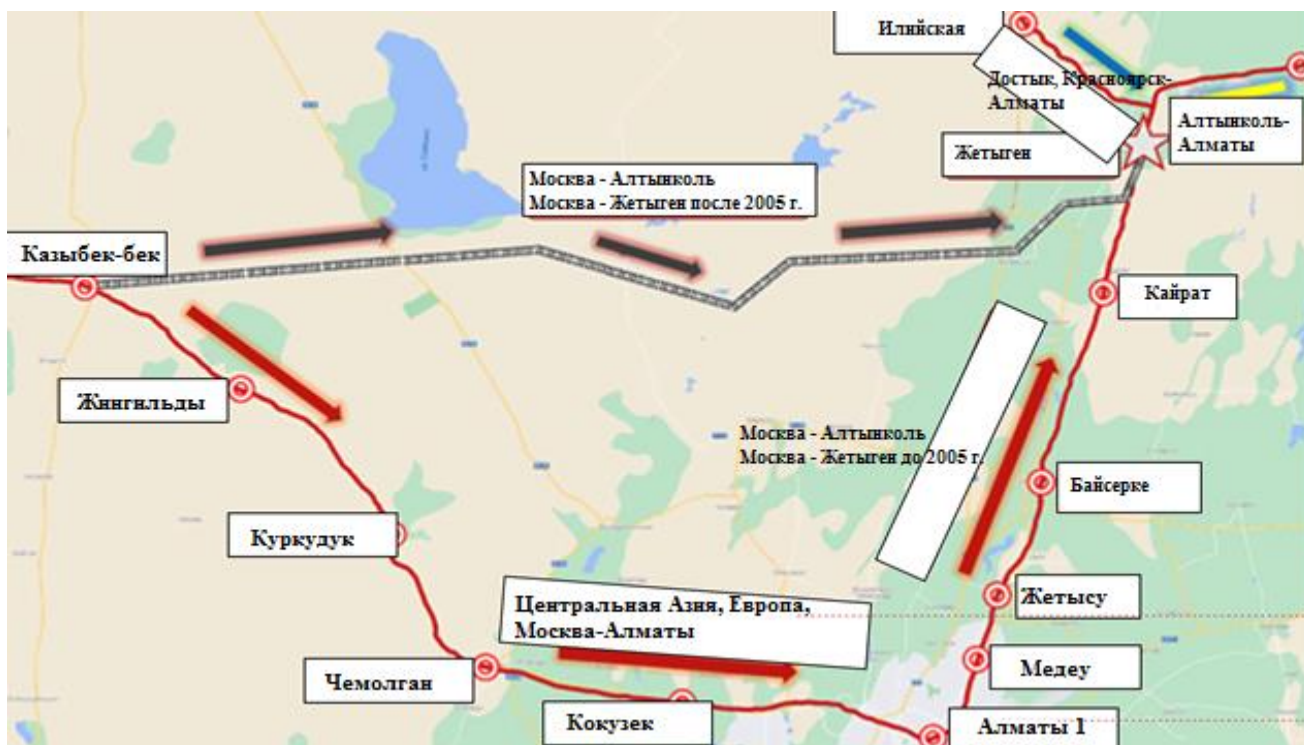 Илийская
Достык, Красноярск-
Алматы
Алтынколь-
Алматы
Жетыген
Москва - Алтынколь
Москва - Жетыген после 2005 г.
Казыбек-бек
Кайрат
Жингильды
Москва - Алтынколь
Москва - Жетыген до 2005 г.
Байсерке
Куркудук
Центральная Азия, Европа,
Москва-Алматы
Жетысу
Чемолган
Медеу
Кокузек
Алматы 1